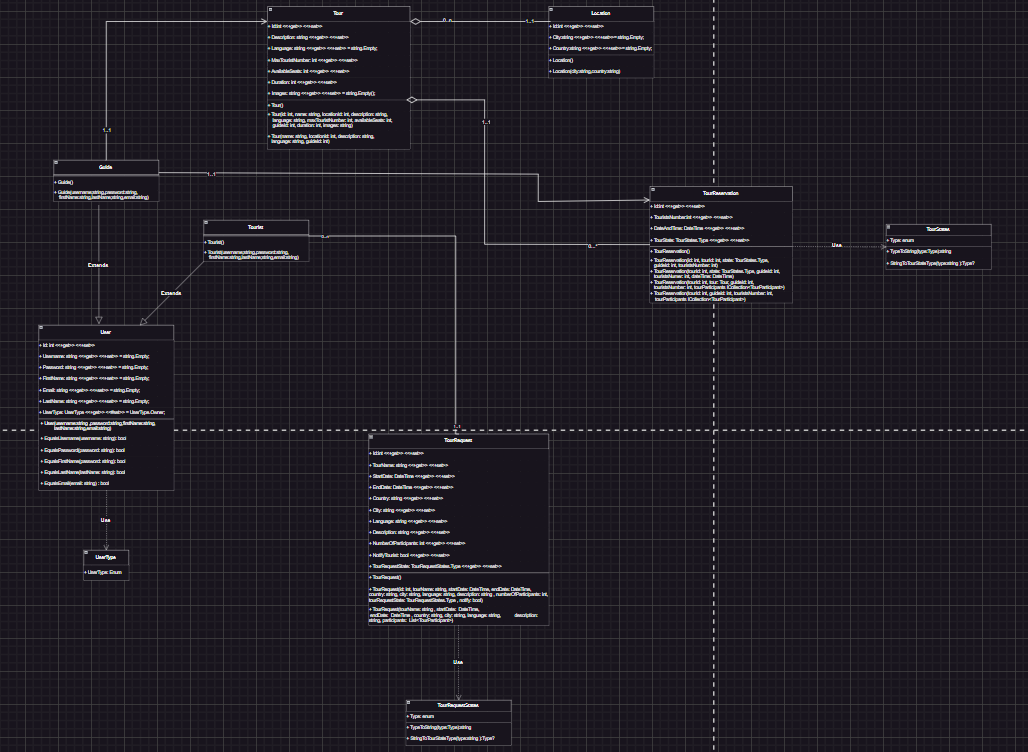 Tour
+ Id:int <<+get>> <<+set>>
+ Description: string <<+get>> <<+set>>
+ Language: string <<+get>> <<+set>> = string.Empty;
+ MaxTouristNumber: int <<+get>> <<+set>>
+ AvailableSeats: int <<+get>> <<+set>>
+ Duration: int <<+get>> <<+set>>
+ Images: string <<+get>> <<+set>> = string.Empty();
+ Tour()
+ Tour(id: int, name: string, locationId: int, description: string,
language: string, maxTouristNumber: int, availableSeats: int,
guideId: int, duration: int, images: string)
+ Tour(name: string, locationId: int, description: string,
language: string, guideId: int)
1..1
Location
+ Id:int <<+get>> <<+set>>
+ City:string <<+get>> <<+set>>= string.Empty;
+ Country:string <<+get>> <<+set>>= string.Empty;
+ Location()
+ Location(city:string,country:string)
1..1
1..1
Guide
+ Guide()
+ Guide(username:string,password:string,
firstName:string,lastName:string,email:string)
1..1
TourReservation
+ Id:int <<+get>> <<+set>>
+ TouristsNumber:int <<+get>> <<+set>>
+ DateAndTime: DateTime <<+get>> <<+set>>
+ TourState: TourStates.Type <<+get>> <<+set>>
+ TourReservation()
+ TourReservation(id: int, tourId: int, state: TourStates.Type,
guideId: int, touristsNumber: int)
+ TourReservation(tourId: int, state: TourStates.Type, guideId: int,
+ TourReservation(tourId: int, tour: Tour, guideId: int,
touristsNumber: int, tourParticipants: ICollection<TourParticipant>)
+ TourReservation(tourId: int, guideId: int, touristsNumber: int,
tourParticipants: ICollection<TourParticipant>)
Use
TourStates
+ Type: enum
+ TypeToString(type:Type):string
+ StringToTourStateType(type:string ):Type?
Tourist
+ Tourist()
+ Tourist(username:string,password:string,
firstName:string,lastName:string,email:string)
Extends
Extends
User
+ Id: int <<+get>> <<+set>>
+ Username: string <<+get>> <<+set>> = string.Empty;
+ Password: string <<+get>> <<+set>> = string.Empty;
+ FirstName: string <<+get>> <<+set>> = string.Empty;
+ Email: string <<+get>> <<+set>> = string.Empty;
+ LastName: string <<+get>> <<+set>> = string.Empty;
+ UserType: UserType <<+get>> <<#set>> = UserType.Owner;
+ User(username:string ,password:string,firstName:string,
lastName:string,email:string)
+ EqualsUsername(username: string): bool
+ EqualsPassword(password: string): bool
+ EqualsFirstName(password: string): bool
+ EqualsLastName(lastName: string): bool
+ EqualsEmail(email: string) : bool
Use
UserType
+ UserType: Enum
TourRequest
+ Id:int <<+get>> <<+set>>
+ TourName: string <<+get>> <<+set>>
+ StartDate: DateTime <<+get>> <<+set>>
+ EndDate: DateTime <<+get>> <<+set>>
+ Country: string <<+get>> <<+set>>
+ City: string <<+get>> <<+set>>
+ Language: string <<+get>> <<+set>>
+ Description: string <<+get>> <<+set>>
+ NumberOfParticipants: int <<+get>> <<+set>>
+ NotifyTourist: bool <<+get>> <<+set>>
+ TourRequestState: TourRequestStates.Type <<+get>> <<+set>>
+ TourRequest()
+ TourRequest(id: int, tourName: string, startDate: DateTime, endDate: DateTime,
country: string, city: string, language: string, description: string , numberOfParticipants: int,
tourRequestState: TourRequestStates.Type , notify: bool)
+ TourRequest(tourName: string , startDate: DateTime,
endDate: DateTime , country: string, city: string, language: string, description:
string, participants: List<TourParticipant>)
Use
TourRequestStates
+ Type: enum
+ TypeToString(type:Type):string
+ StringToTourStateType(type:string ):Type?